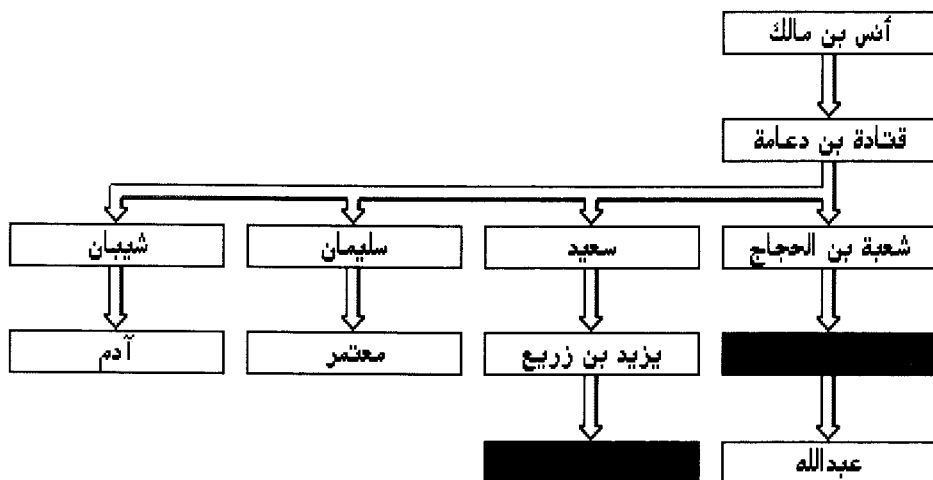 أنس بن مالك
قتادة بن دعامة
شعبة بن الحجاج
سعيد
سليمان
شيبان
يزيد بن زريع
معتمر
آدم
عبدالله